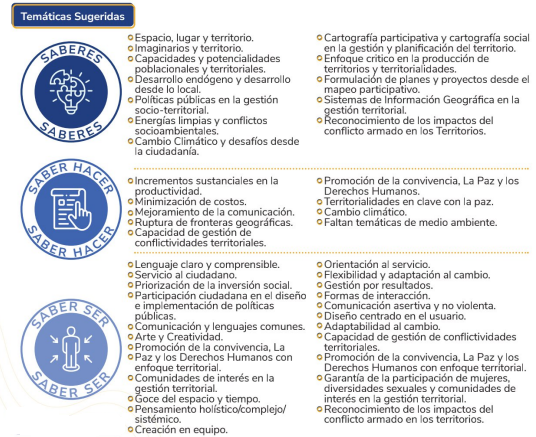 Temáticas Sugeridas
SABERES
SABERES
Espacio, lugar y territorio.
Imaginarios y territorio.
Capacidades y potencialidades
poblacionales y territoriales.
Desarrollo endógeno y desarrollo
desde lo local.
Políticas públicas en la gestión
socio-territorial.
Energías limpias y conflictos
socioambientales.
Cambio Climático y desafíos desde
la ciudadanía.
Cartografía participativa y cartografía social
en la gestión y planificación del territorio.
Enfoque critico en la producción de
territorios y territorialidades.
Formulación de planes y proyectos desde el
mapeo participativo.
Sistemas de Información Geográfica en la
gestión territorial.
Reconocimiento de los impactos del
conflicto armado en los Territorios.
SABER HACER
SABER HACER
Incrementos sustanciales en la
productividad.
Minimización de costos.
Mejoramiento de la comunicación.
Ruptura de fronteras geográficas.
Capacidad de gestión de
conflictividades territoriales.
Promoción de la convivencia, La Paz y los
Derechos Humanos.
Territorialidades en clave con la paz.
Cambio climático.
Faltan temáticas de medio ambiente.
SABER SER
SABER SER
Lenguaje claro y comprensible.
Servicio al ciudadano.
Priorización de la inversión social.
Participación ciudadana en el diseño
e implementación de políticas
públicas.
Comunicación y lenguajes comunes.
Arte y Creatividad.
Promoción de la convivencia, La
Paz y los Derechos Humanos con
enfoque territorial.
Comunidades de interés en la
gestión territorial.
Goce del espacio y tiempo.
Pensamiento holístico/complejo/
sistémico.
Creación en equipo.
Orientación al servicio.
Flexibilidad y adaptación al cambio.
Gestión por resultados.
Formas de interacción.
Comunicación asertiva y no violenta.
Diseño centrado en el usuario.
Adaptabilidad al cambio.
Capacidad de gestión de conflictividades
territoriales.
Promoción de la convivencia, La Paz y los
Derechos Humanos con enfoque territorial.
Garantía de la participación de mujeres,
diversidades sexuales y comunidades de
interés en la gestión territorial.
Reconocimiento de los impactos del
conflicto armado en los territorios.